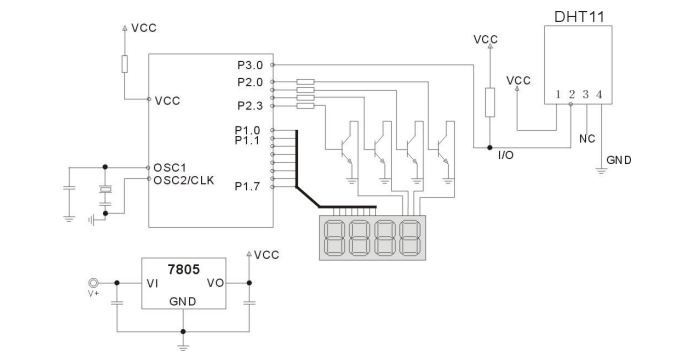 DHT11
VCC
VCC
P3.0
VCC
P2.0
VCC
P2.3
1 2 3 4
P1.0
P1.1
NC
I/O
GND
OSC1
OSC2/CLK
P1.7
8888
VCC
7805
VI
VO
V+
GND